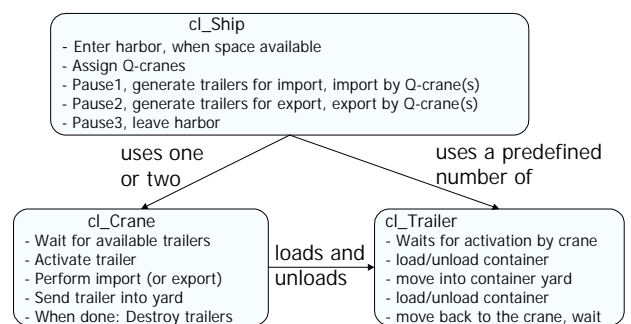 cl_Ship
- Enter harbor, when space available
- Assign Q-cranes
- Pause1, generate trailers for import, import by Q-crane(s)
- Pause2, generate trailers for export, export by Q-crane(s)
- Pause3, leave harbor
uses one
or two
uses a predefined
number of
cl_Crane
- Wait for available trailers
- Activate trailer
- Perform import (or export)
- Send trailer into yard
- When done: Destroy trailers
loads and
unloads
cl_Trailer
- Waits for activation by crane
- load/unload container
- move into container yard
- load/unload container
- move back to the crane, wait